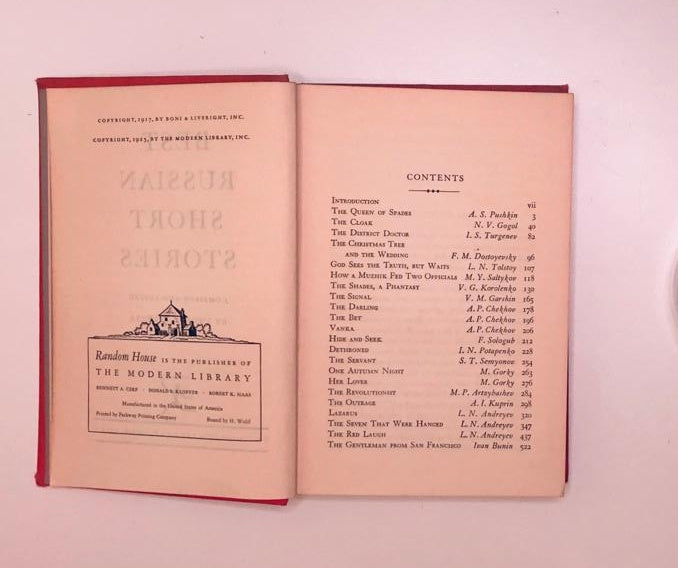 COPYRIGHT, 1917, BY BONI & LIVERIGHT, INC.
COPYRIGHT, 1925, BY THE MODERN LIBRARY, INC.
BEST
RUSSIAN
SHORT
STORIES
Random House IS THE PUBLISHER OF
THE MODERN LIBRARY
BENNETT A. CERF · DONALD S. KLOPFER · ROBERT K. HAAS
Manufactured in the United States of America
Printed by Parkway Printing Company Bound by H. Wolff
CONTENTS
INTRODUCTION vii
THE QUEEN OF SPADES A. S. Pushkin 3
THE CLOAK N. V. Gogol 40
THE DISTRICT DOCTOR I. S. Turgenev 82
THE CHRISTMAS TREE
AND THE WEDDING F. M. Dostoyevsky 96
GOD SEES THE TRUTH, BUT WAITS L. N. Tolstoy 107
HOW A MUZHIK FED TWO OFFICIALS M. Y. Saltykov 118
THE SHADES, A PHANTASY V. G. Korolenko 130
THE SIGNAL V. M. Garshin 165
THE DARLING A. P. Chekhov 178
THE BET A. P. Chekhov 196
VANKA A. P. Chekhov 206
HIDE AND SEEK F. Sologub 212
DETHRONED I. N. Potapenko 228
THE SERVANT S. T. Semyonov 254
ONE AUTUMN NIGHT M. Gorky 263
HER LOVER M. Gorky 276
THE REVOLUTIONIST M. P. Artzybashev 284
THE OUTRAGE A. I. Kuprin 298
LAZARUS L. N. Andreyev 320
THE SEVEN THAT WERE HANGED L. N. Andreyev 347
THE RED LAUGH L. N. Andreyev 437
THE GENTLEMAN FROM SAN FRANCISCO Ivan Bunin 522